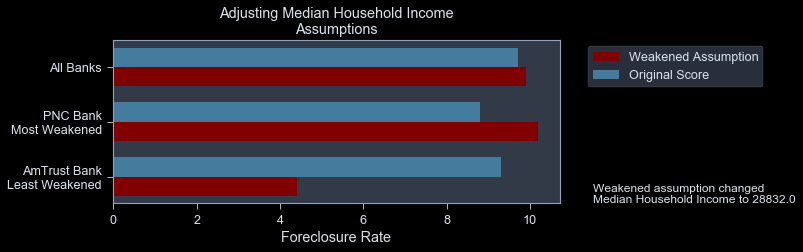 Adjusting Median Household Income
Assumptions
All Banks
PNC Bank
Most Weakened
AmTrust Bank
Least Weakened
0 2 4 6 8 10
Foreclosure Rate
Weakened Assumption
Original Score
Weakened assumption changed
Median Household Income to 28832.0